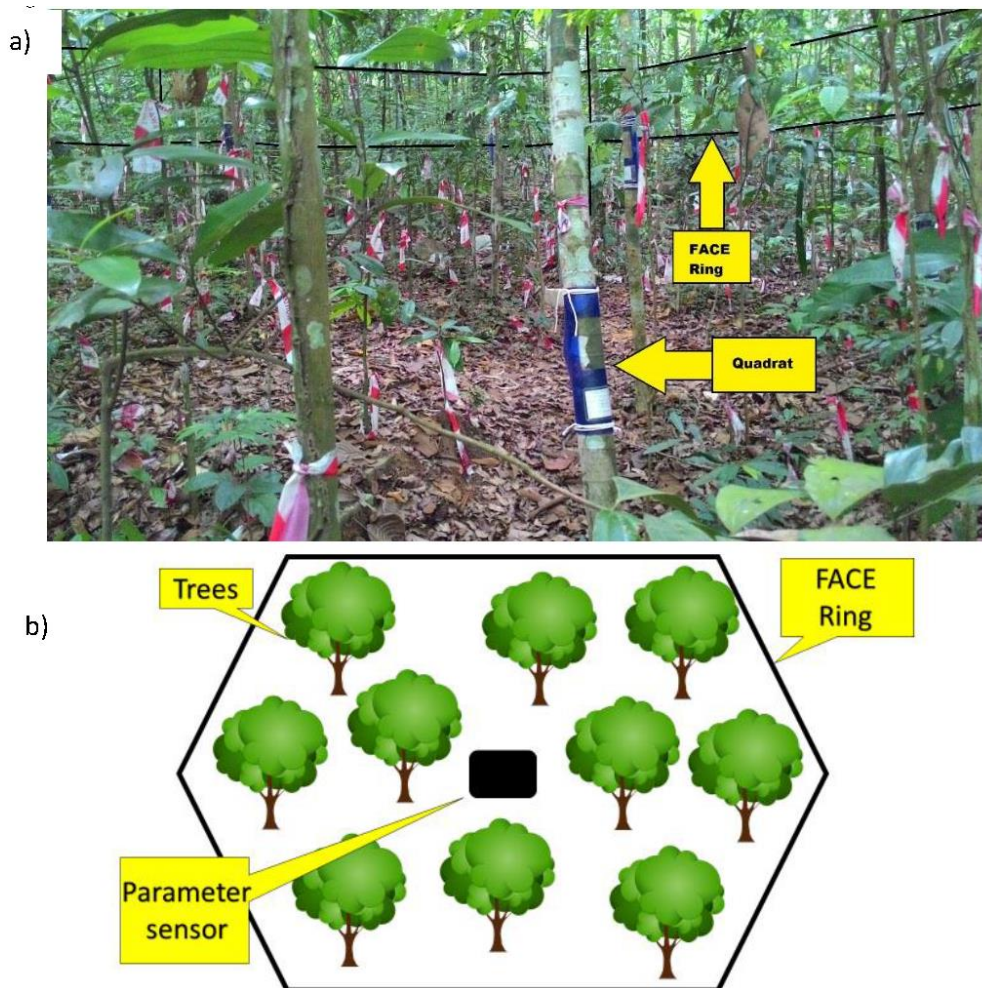 a)
FACE
Ring
Quadrat
b)
Trees
FACE
Ring
Parameter
sensor